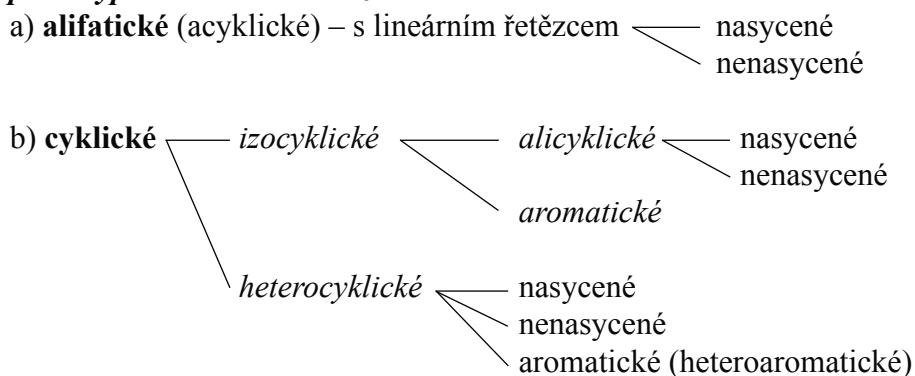 a) alifatické (acyklické) – s lineárním řetězcem nasycené
nenasycené
b) cyklické izocyklické alicyklické nasycené
nenasycené
aromatické
heterocyklické nasycené
nenasycené
aromatické (heteroaromatické)